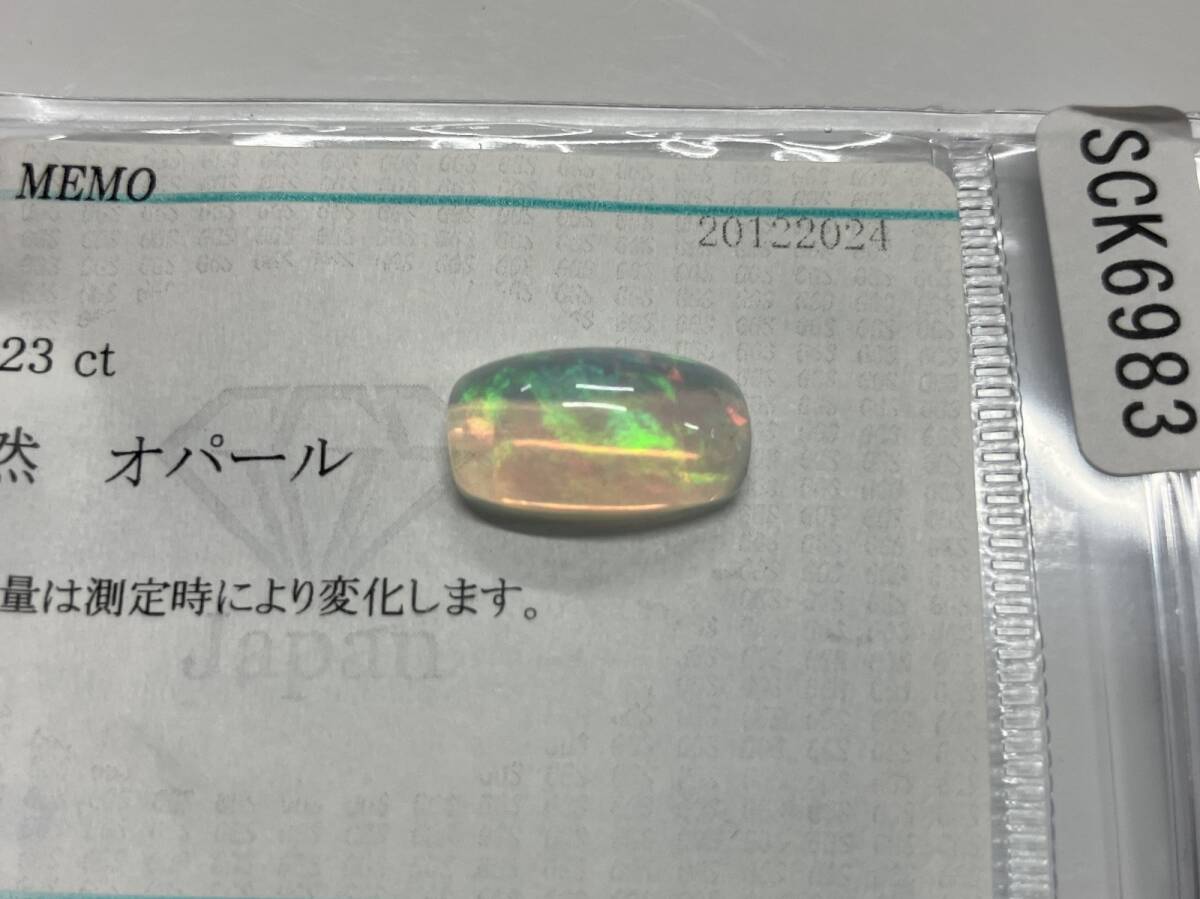 MEMO
20122024
23 ct
然 オパール
量は測定時により変化します。
Japan
SCK6983